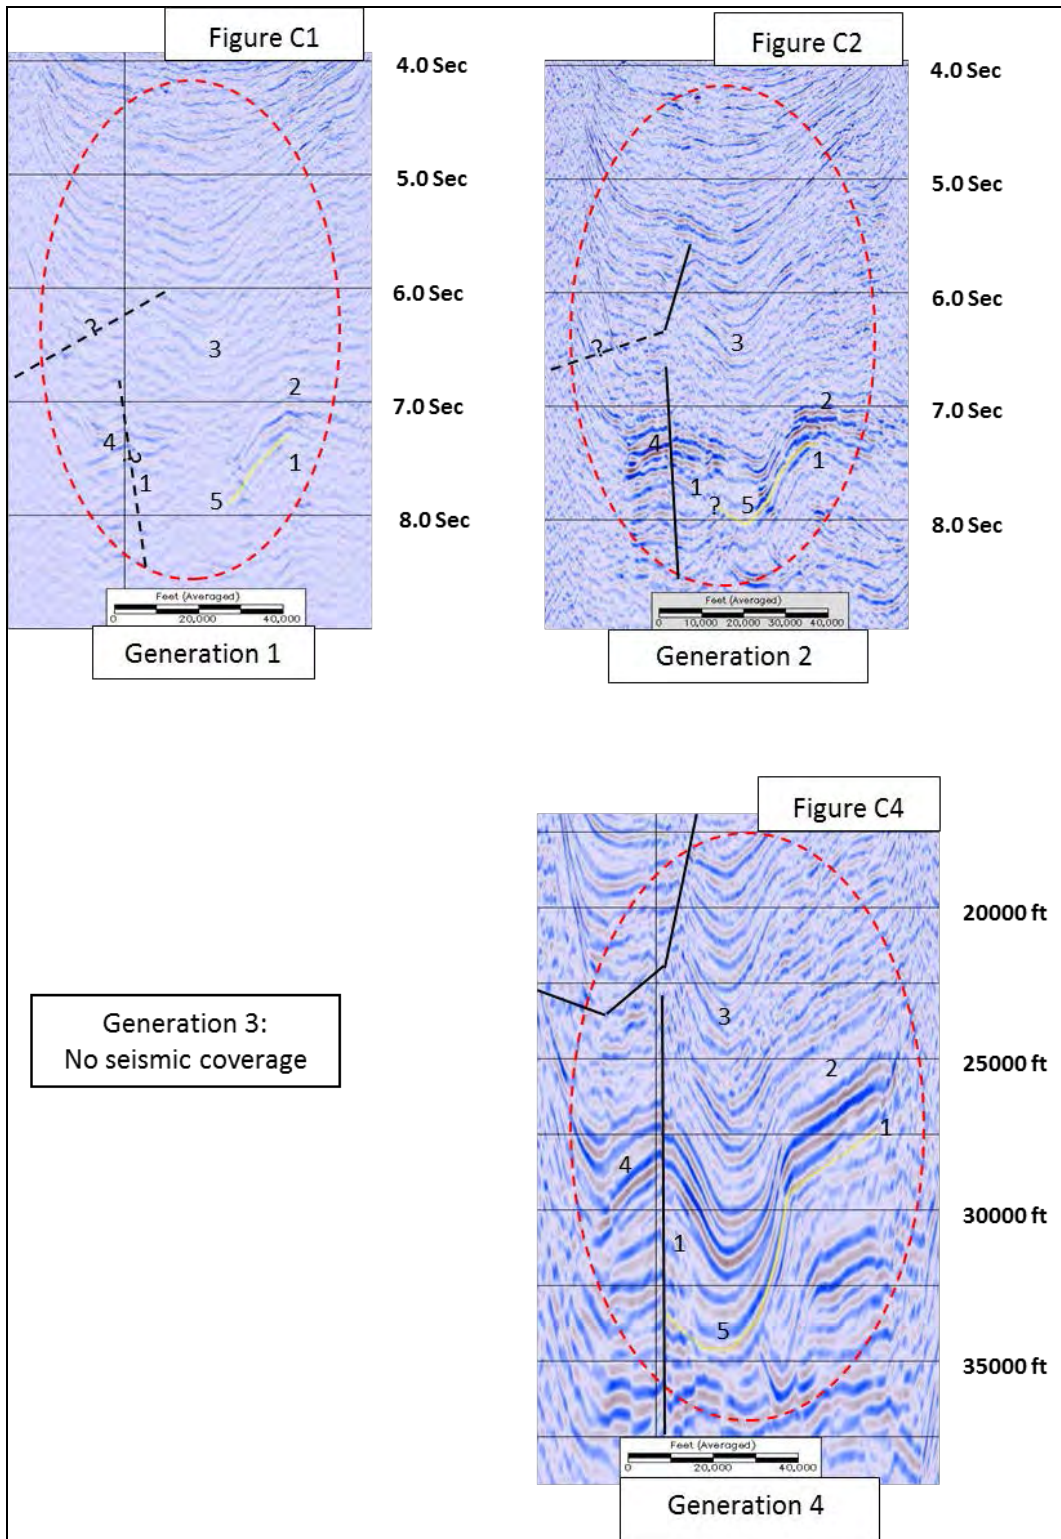 Figure C1
4.0 Sec
5.0 Sec
6.0 Sec
7.0 Sec
8.0 Sec
?
3
2
4
?
1
1
5
Feet (Averaged)
0 20,000 40,000
Generation 1
Figure C2
4.0 Sec
5.0 Sec
6.0 Sec
7.0 Sec
8.0 Sec
?
3
2
4
1
1
?
5
Feet (Averaged)
0 10,000 20,000 30,000 40,000
Generation 2
Generation 3:
No seismic coverage
Figure C4
20000 ft
25000 ft
30000 ft
35000 ft
3
2
1
4
1
5
Feet (Averaged)
0 20,000 40,000
Generation 4